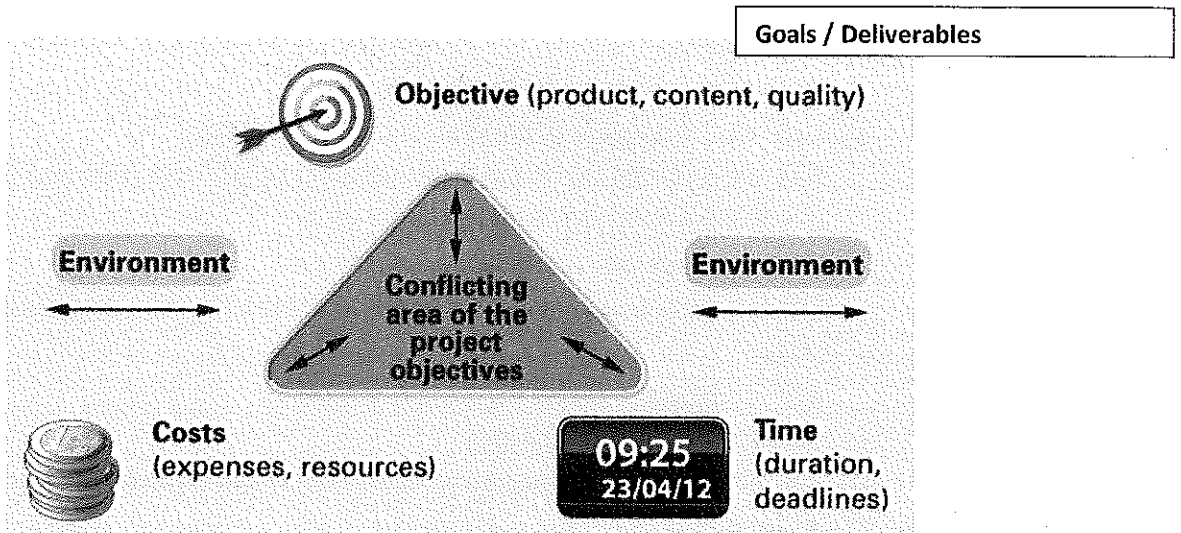 Goals / Deliverables
Objective (product, content, quality)
Environment
Environment
Conflicting
area of the
project
objectives
Costs
(expenses, resources)
09:25
23/04/12
Time
(duration,
deadlines)